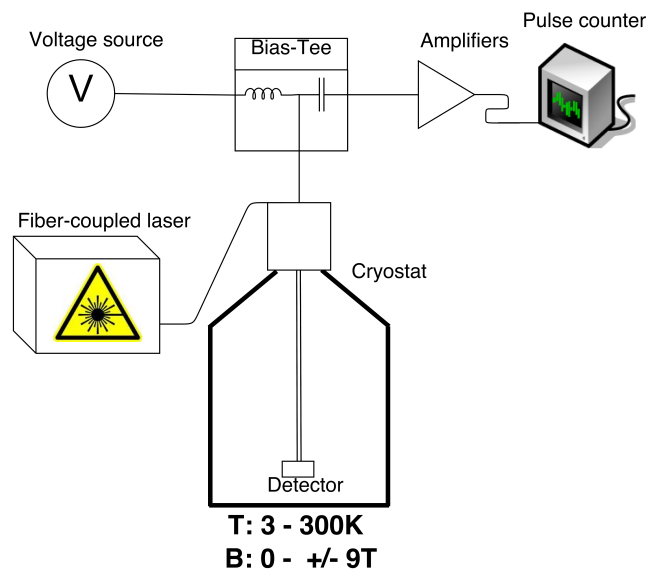 Pulse counter
Voltage source
Bias-Tee
Amplifiers
V
Fiber-coupled laser
Cryostat
Detector
T: 3 - 300K
B: 0 - +/- 9T